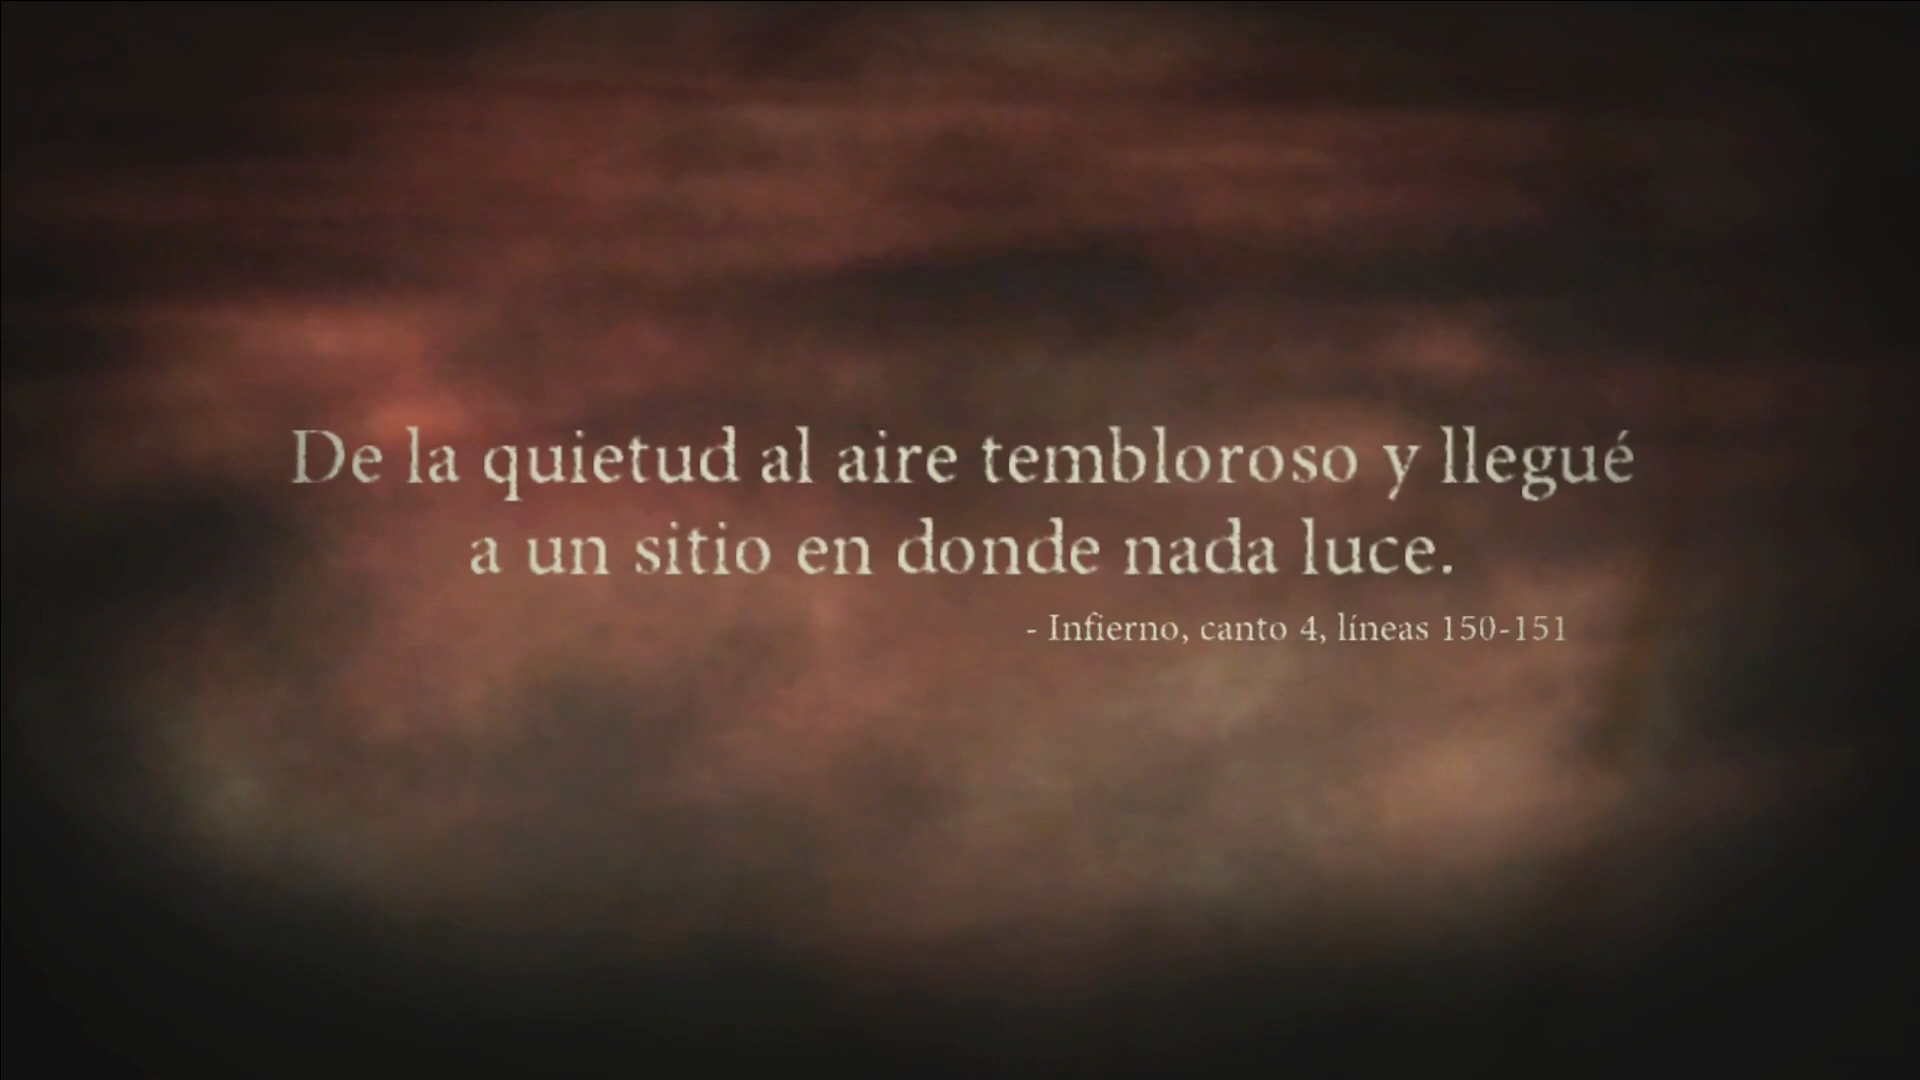 De la quietud al aire tembloroso y llegué
a un sitio en donde nada luce.
- Infierno, canto 4, líneas 150-151